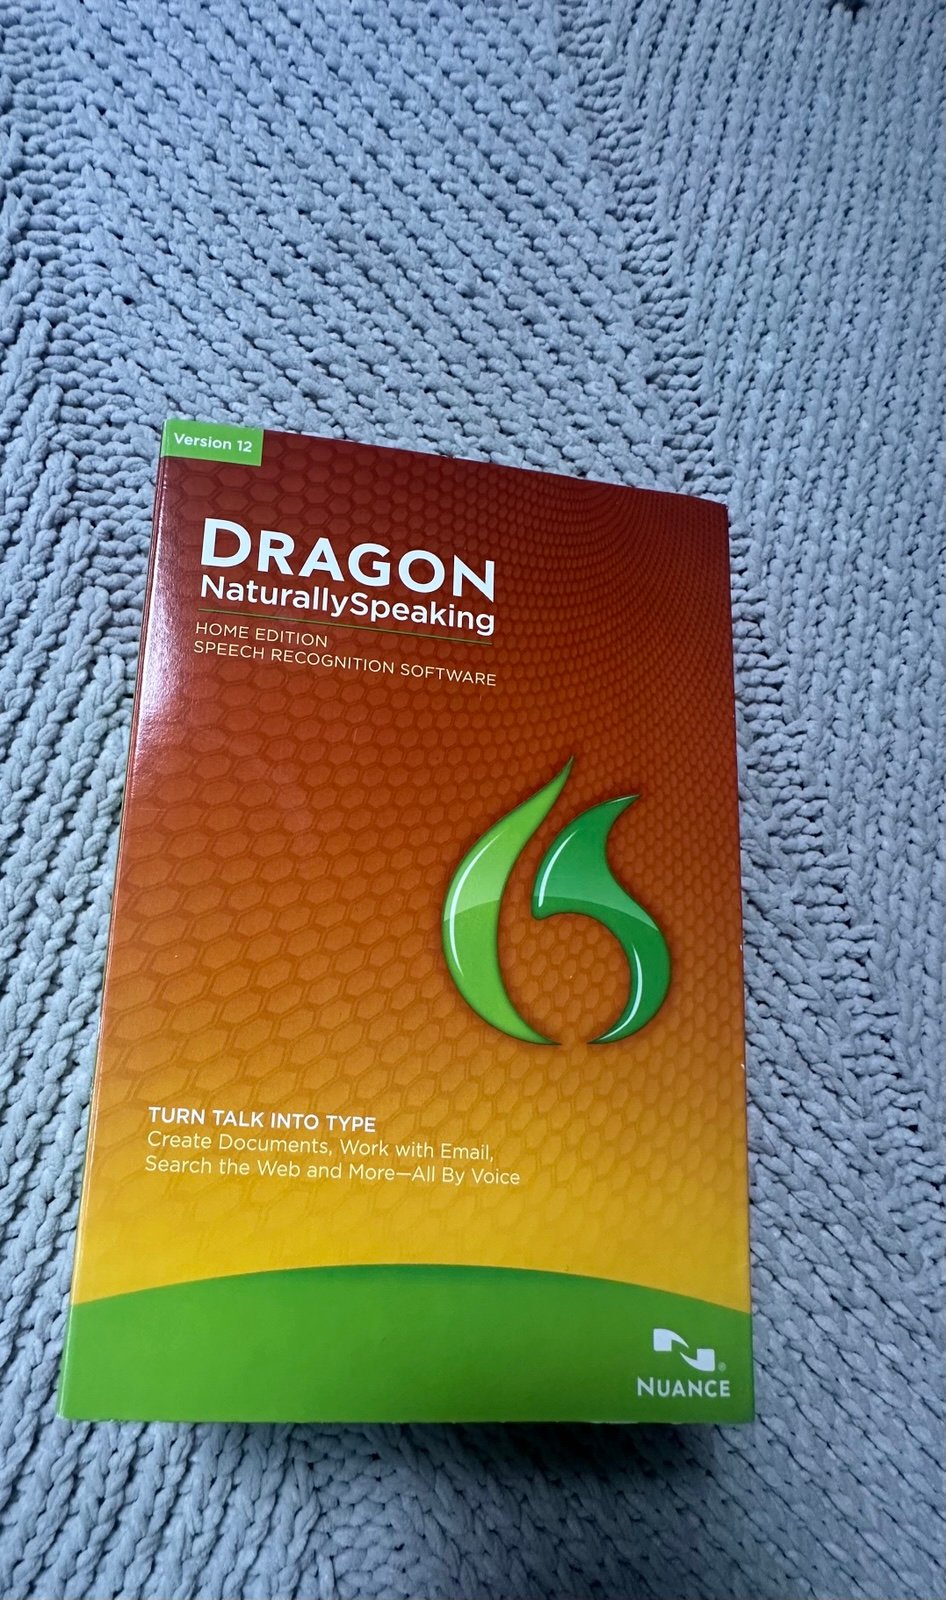 Version 12
DRAGON
NaturallySpeaking
HOME EDITION
SPEECH RECOGNITION SOFTWARE
TURN TALK INTO TYPE
Create Documents, Work with Email,
Search the Web and More—All By Voice
NUANCE®